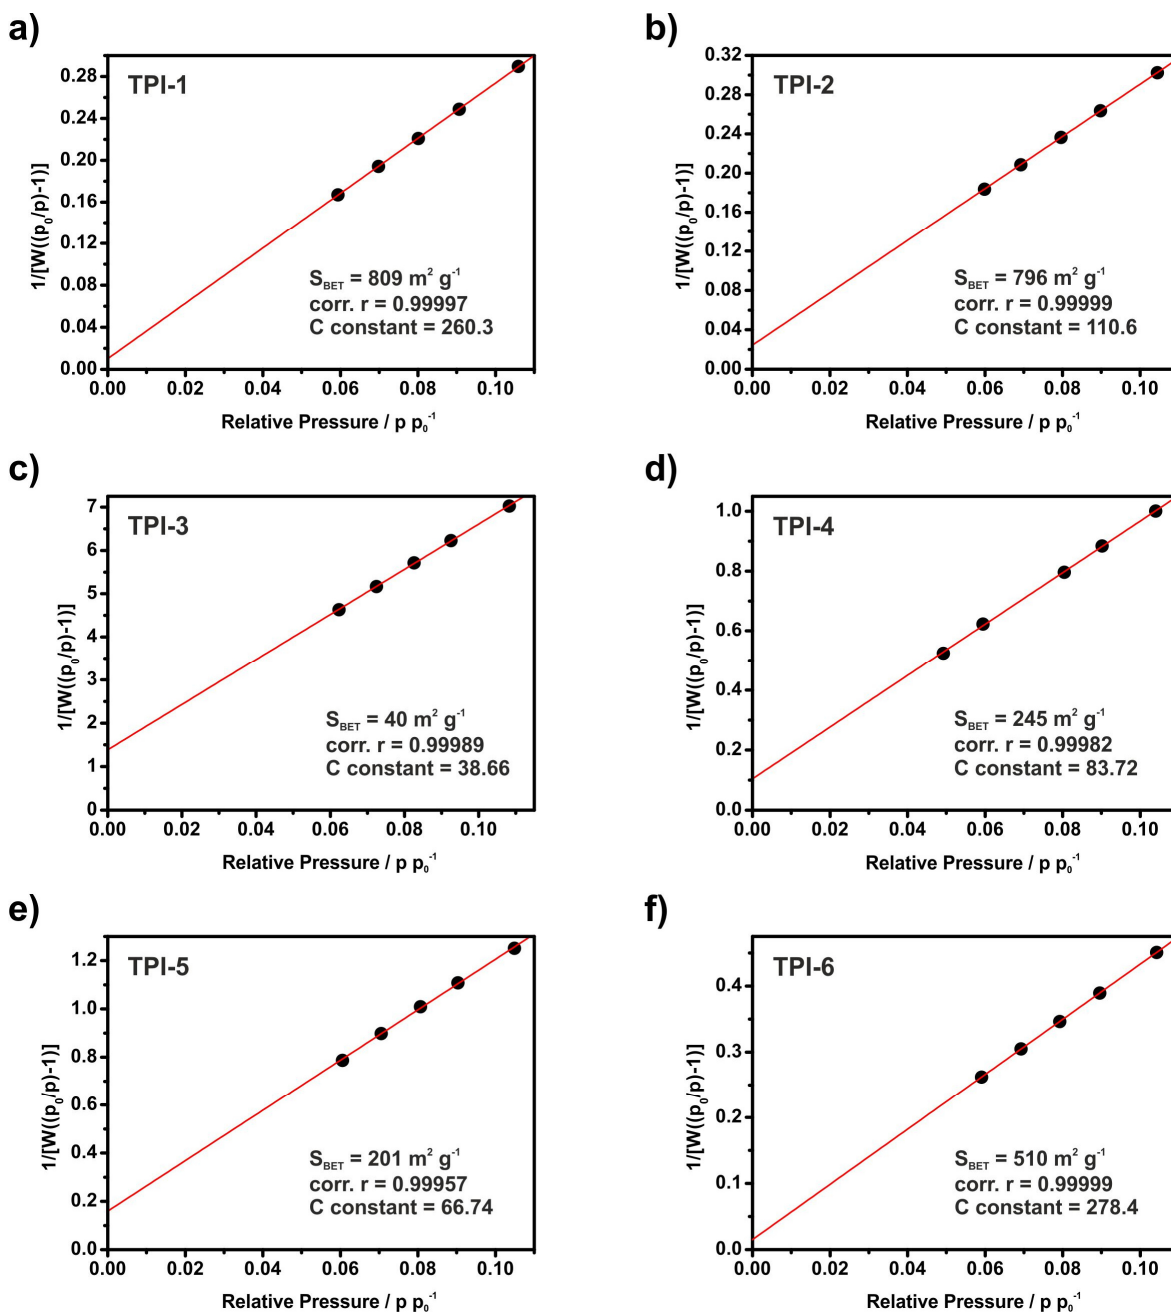 a)
TPI-1
1/[W((p₀/p)-1)]
0.28
0.24
0.20
0.16
0.12
0.08
0.04
0.00
S_BET = 809 m² g⁻¹
corr. r = 0.99997
C constant = 260.3
0.00 0.02 0.04 0.06 0.08 0.10
Relative Pressure / p p₀⁻¹
b)
TPI-2
1/[W((p₀/p)-1)]
0.32
0.28
0.24
0.20
0.16
0.12
0.08
0.04
0.00
S_BET = 796 m² g⁻¹
corr. r = 0.99999
C constant = 110.6
0.00 0.02 0.04 0.06 0.08 0.10
Relative Pressure / p p₀⁻¹
c)
TPI-3
1/[W((p₀/p)-1)]
7
6
5
4
3
2
1
0
S_BET = 40 m² g⁻¹
corr. r = 0.99989
C constant = 38.66
0.00 0.02 0.04 0.06 0.08 0.10
Relative Pressure / p p₀⁻¹
d)
TPI-4
1/[W((p₀/p)-1)]
1.0
0.8
0.6
0.4
0.2
0.0
S_BET = 245 m² g⁻¹
corr. r = 0.99982
C constant = 83.72
0.00 0.02 0.04 0.06 0.08 0.10
Relative Pressure / p p₀⁻¹
e)
TPI-5
1/[W((p₀/p)-1)]
1.2
1.0
0.8
0.6
0.4
0.2
0.0
S_BET = 201 m² g⁻¹
corr. r = 0.99957
C constant = 66.74
0.00 0.02 0.04 0.06 0.08 0.10
Relative Pressure / p p₀⁻¹
f)
TPI-6
1/[W((p₀/p)-1)]
0.4
0.3
0.2
0.1
0.0
S_BET = 510 m² g⁻¹
corr. r = 0.99999
C constant = 278.4
0.00 0.02 0.04 0.06 0.08 0.10
Relative Pressure / p p₀⁻¹